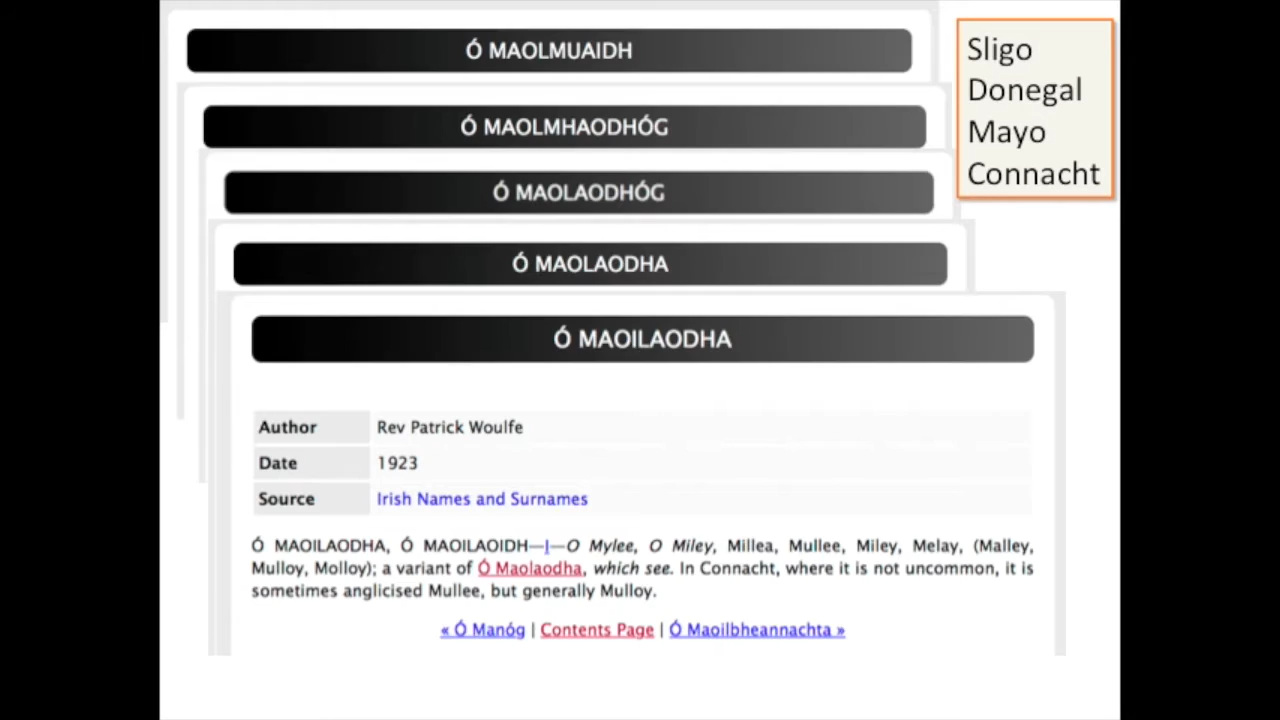 Ó MAOLMUAIDH
Ó MAOLMHAODHÓG
Ó MAOLAODHÓG
Ó MAOLAODHA
Ó MAOILAODHA
Sligo
Donegal
Mayo
Connacht
Author Rev Patrick Woulfe
Date 1923
Source Irish Names and Surnames
Ó MAOILAODHA, Ó MAOILAOIDH—I—O Mylee, O Miley, Millea, Mullee, Miley, Melay, (Malley,
Mulloy, Molloy); a variant of Ó Maolaodha, which see. In Connacht, where it is not uncommon, it is
sometimes anglicised Mullee, but generally Mulloy.
« Ó Manóg | Contents Page | Ó Maoilbheannachta »